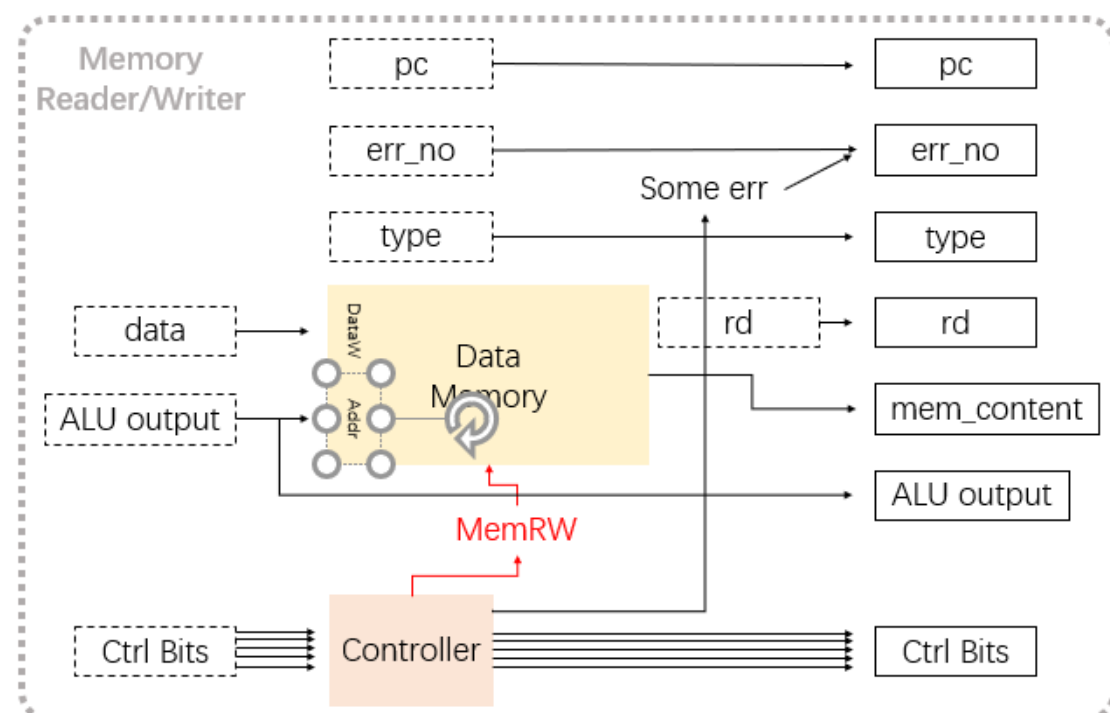 Memory
Reader/Writer
pc
pc
err_no
err_no
Some err
type
type
data
DataW
Data
Memory
rd
rd
ALU output
Addr
mem_content
ALU output
MemRW
Ctrl Bits
Controller
Ctrl Bits